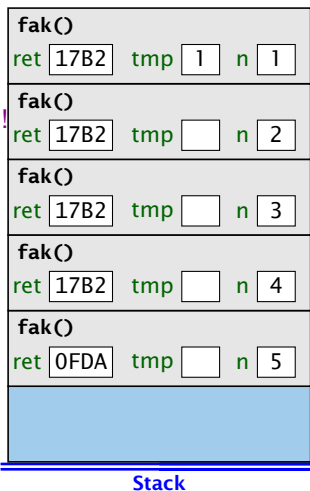 fak()
ret 17B2 tmp 1 n 1
fak()
! ret 17B2 tmp n 2
fak()
ret 17B2 tmp n 3
fak()
ret 17B2 tmp n 4
fak()
ret 0FDA tmp n 5
Stack